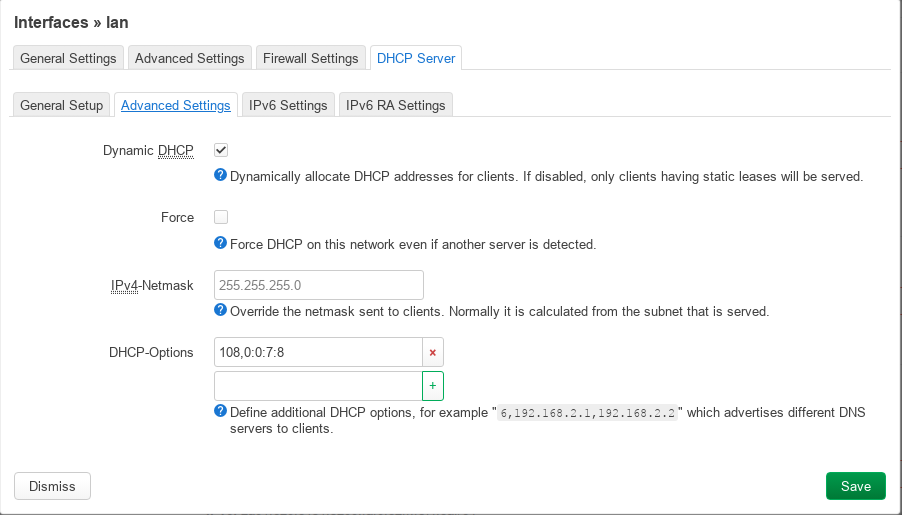 Interfaces » lan
General Settings Advanced Settings Firewall Settings DHCP Server
General Setup Advanced Settings IPv6 Settings IPv6 RA Settings
Dynamic DHCP
Dynamically allocate DHCP addresses for clients. If disabled, only clients having static leases will be served.
Force
Force DHCP on this network even if another server is detected.
IPv4-Netmask 255.255.255.0
Override the netmask sent to clients. Normally it is calculated from the subnet that is served.
DHCP-Options 108,0:0:7:8 ×
+
Define additional DHCP options, for example "6,192.168.2.1,192.168.2.2" which advertises different DNS
servers to clients.
Dismiss Save